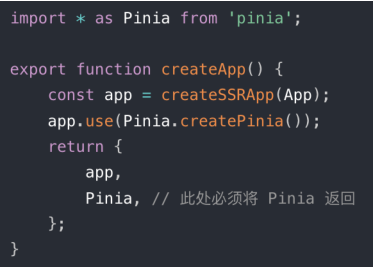 import * as Pinia from 'pinia';
export function createApp() {
const app = createSSRApp(App);
app.use(Pinia.createPinia());
return {
app,
Pinia, // 此处必须将 Pinia 返回
};
}